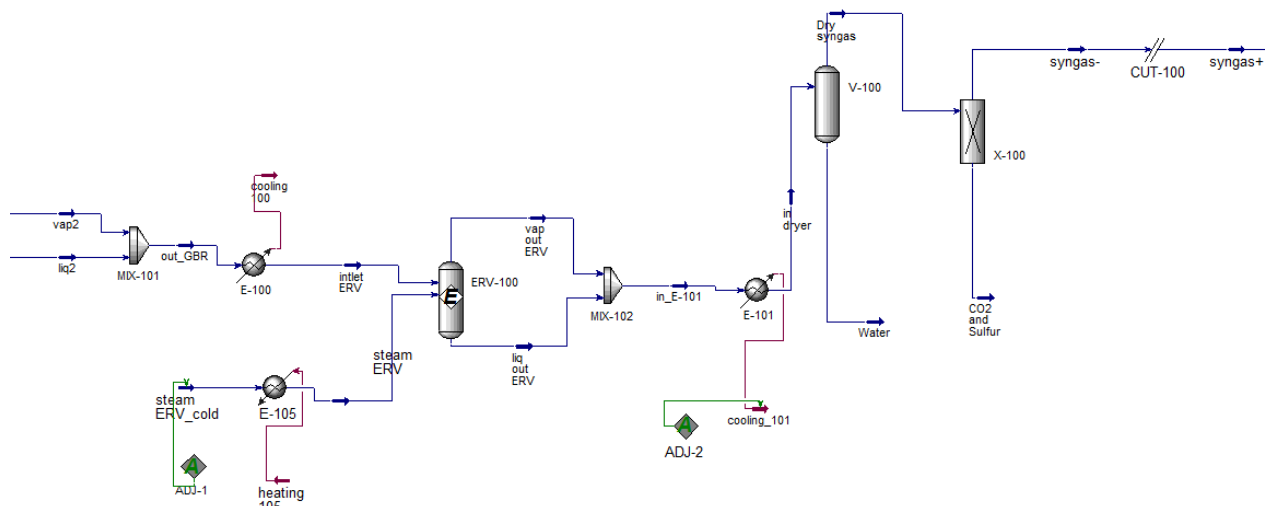 Dry
syngas
V-100
syngas-
CUT-100
syngas+
X-100
cooling
100
vap2
out_GBR
liq2
MIX-101
E-100
intlet
ERV
vap
out
ERV
ERV-100
E
MIX-102
in_E-101
in
dryer
E-101
CO2
and
Sulfur
Water
steam
ERV
liq
out
ERV
steam
ERV_cold
E-105
A
ADJ-1
heating
105
A
ADJ-2
cooling_101